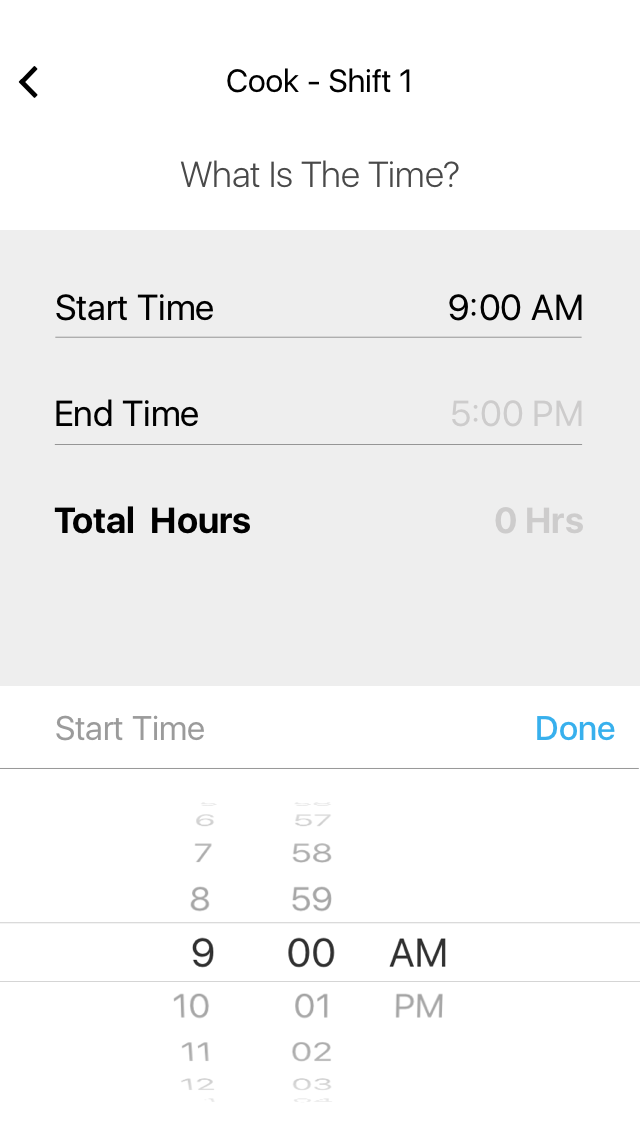 Cook - Shift 1
What Is The Time?
Start Time 9:00 AM
End Time 5:00 PM
Total Hours 0 Hrs
Start Time Done
6 57
7 58
8 59
9 00 AM
10 01 PM
11 02
12 03